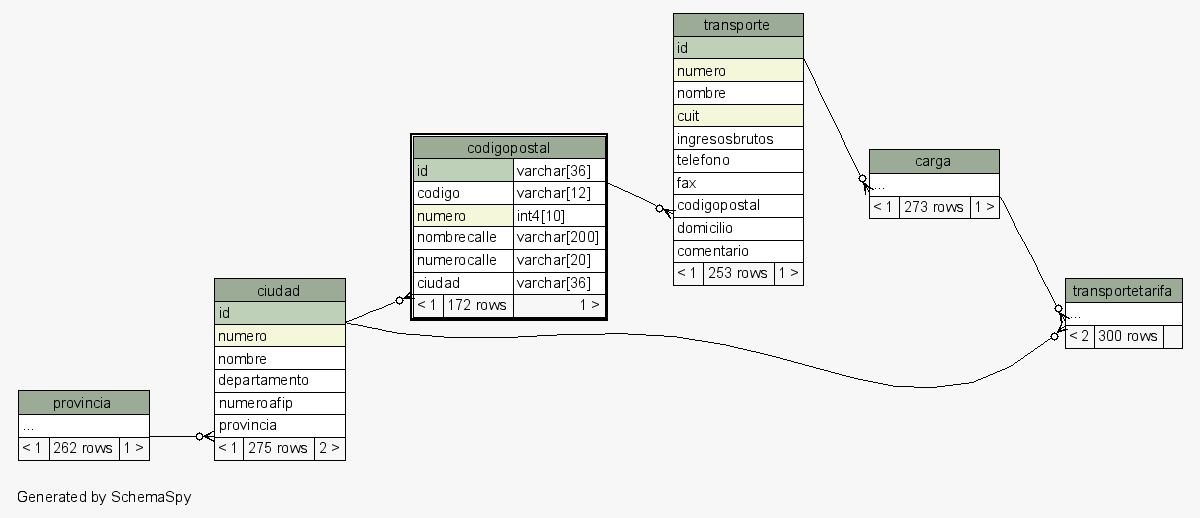 transporte
id
numero
nombre
cuit
ingresosbrutos
telefono
fax
codigopostal
domicilio
comentario
< 1 253 rows 1 >
codigopostal
id varchar[36]
codigo varchar[12]
numero int4[10]
nombrecalle varchar[200]
numerocalle varchar[20]
ciudad varchar[36]
< 1 172 rows 1 >
carga
...
< 1 273 rows 1 >
ciudad
id
numero
nombre
departamento
numeroafip
provincia
< 1 275 rows 2 >
transportetarifa
...
< 2 300 rows
provincia
...
< 1 262 rows 1 >
Generated by SchemaSpy